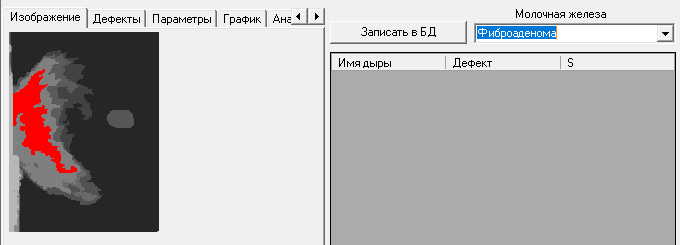 Изображение Дефекты Параметры График Ана
Молочная железа
Записать в БД Фиброаденома
Имя дыры Дефект S